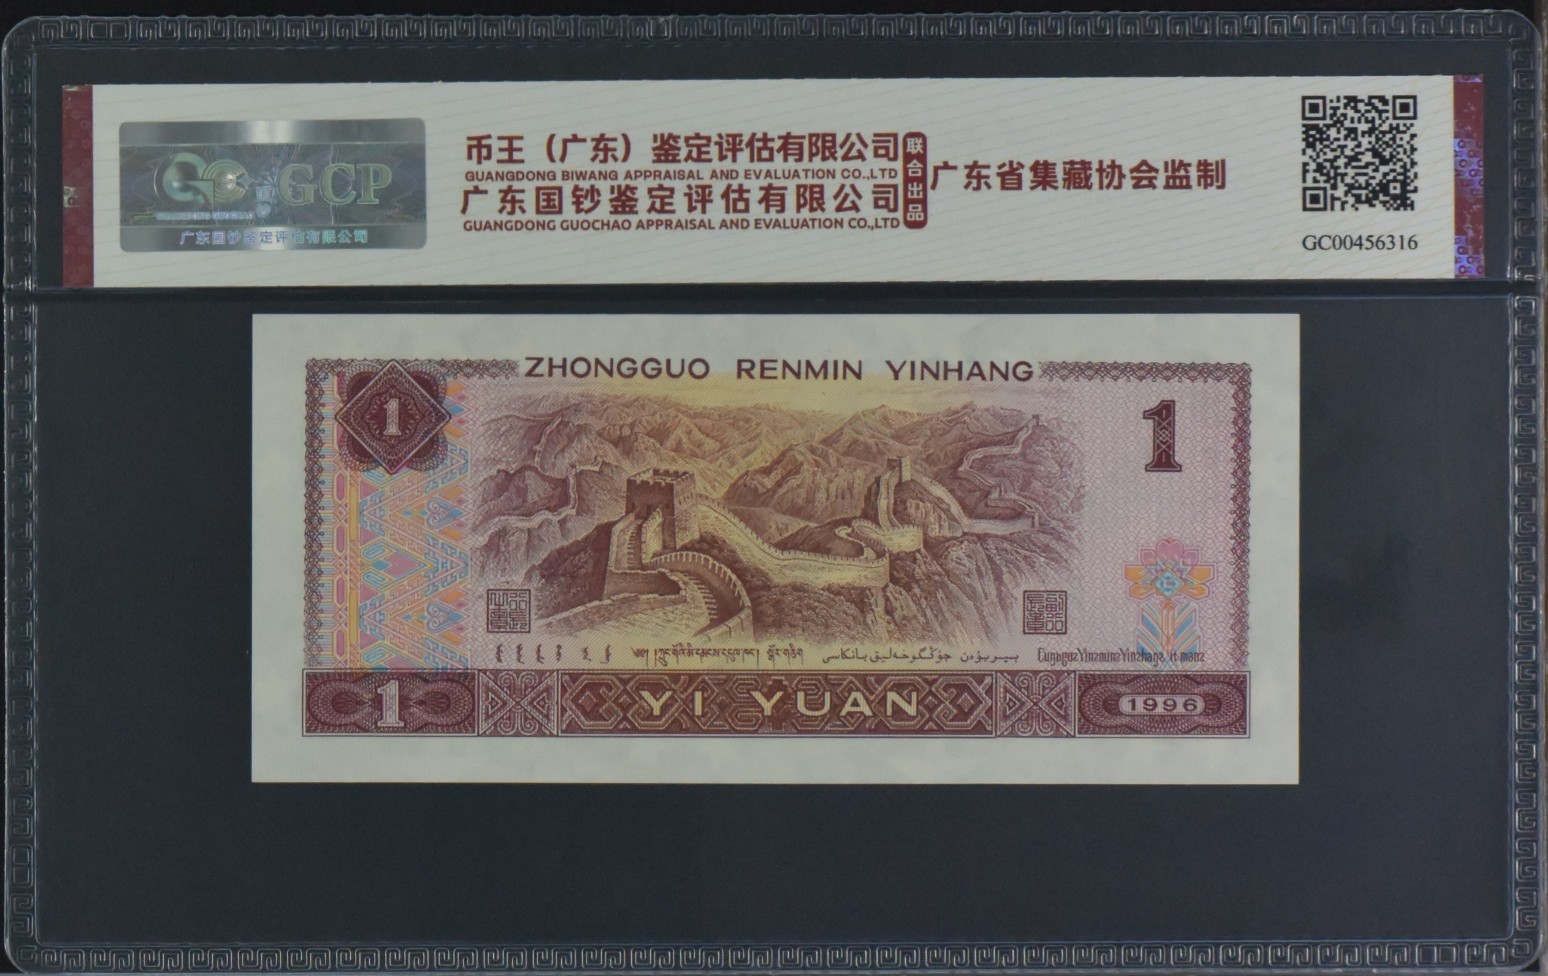 GCP
广东国钞鉴定评估有限公司
币王（广东）鉴定评估有限公司
GUANGDONG BIWANG APPRAISAL AND EVALUATION CO.,LTD
广东国钞鉴定评估有限公司
GUANGDONG GUOCHAO APPRAISAL AND EVALUATION CO.,LTD
联合出品
广东省集藏协会监制
GC00456316
ZHONGGUO RENMIN YINHANG
1
1
1
YI YUAN
1996